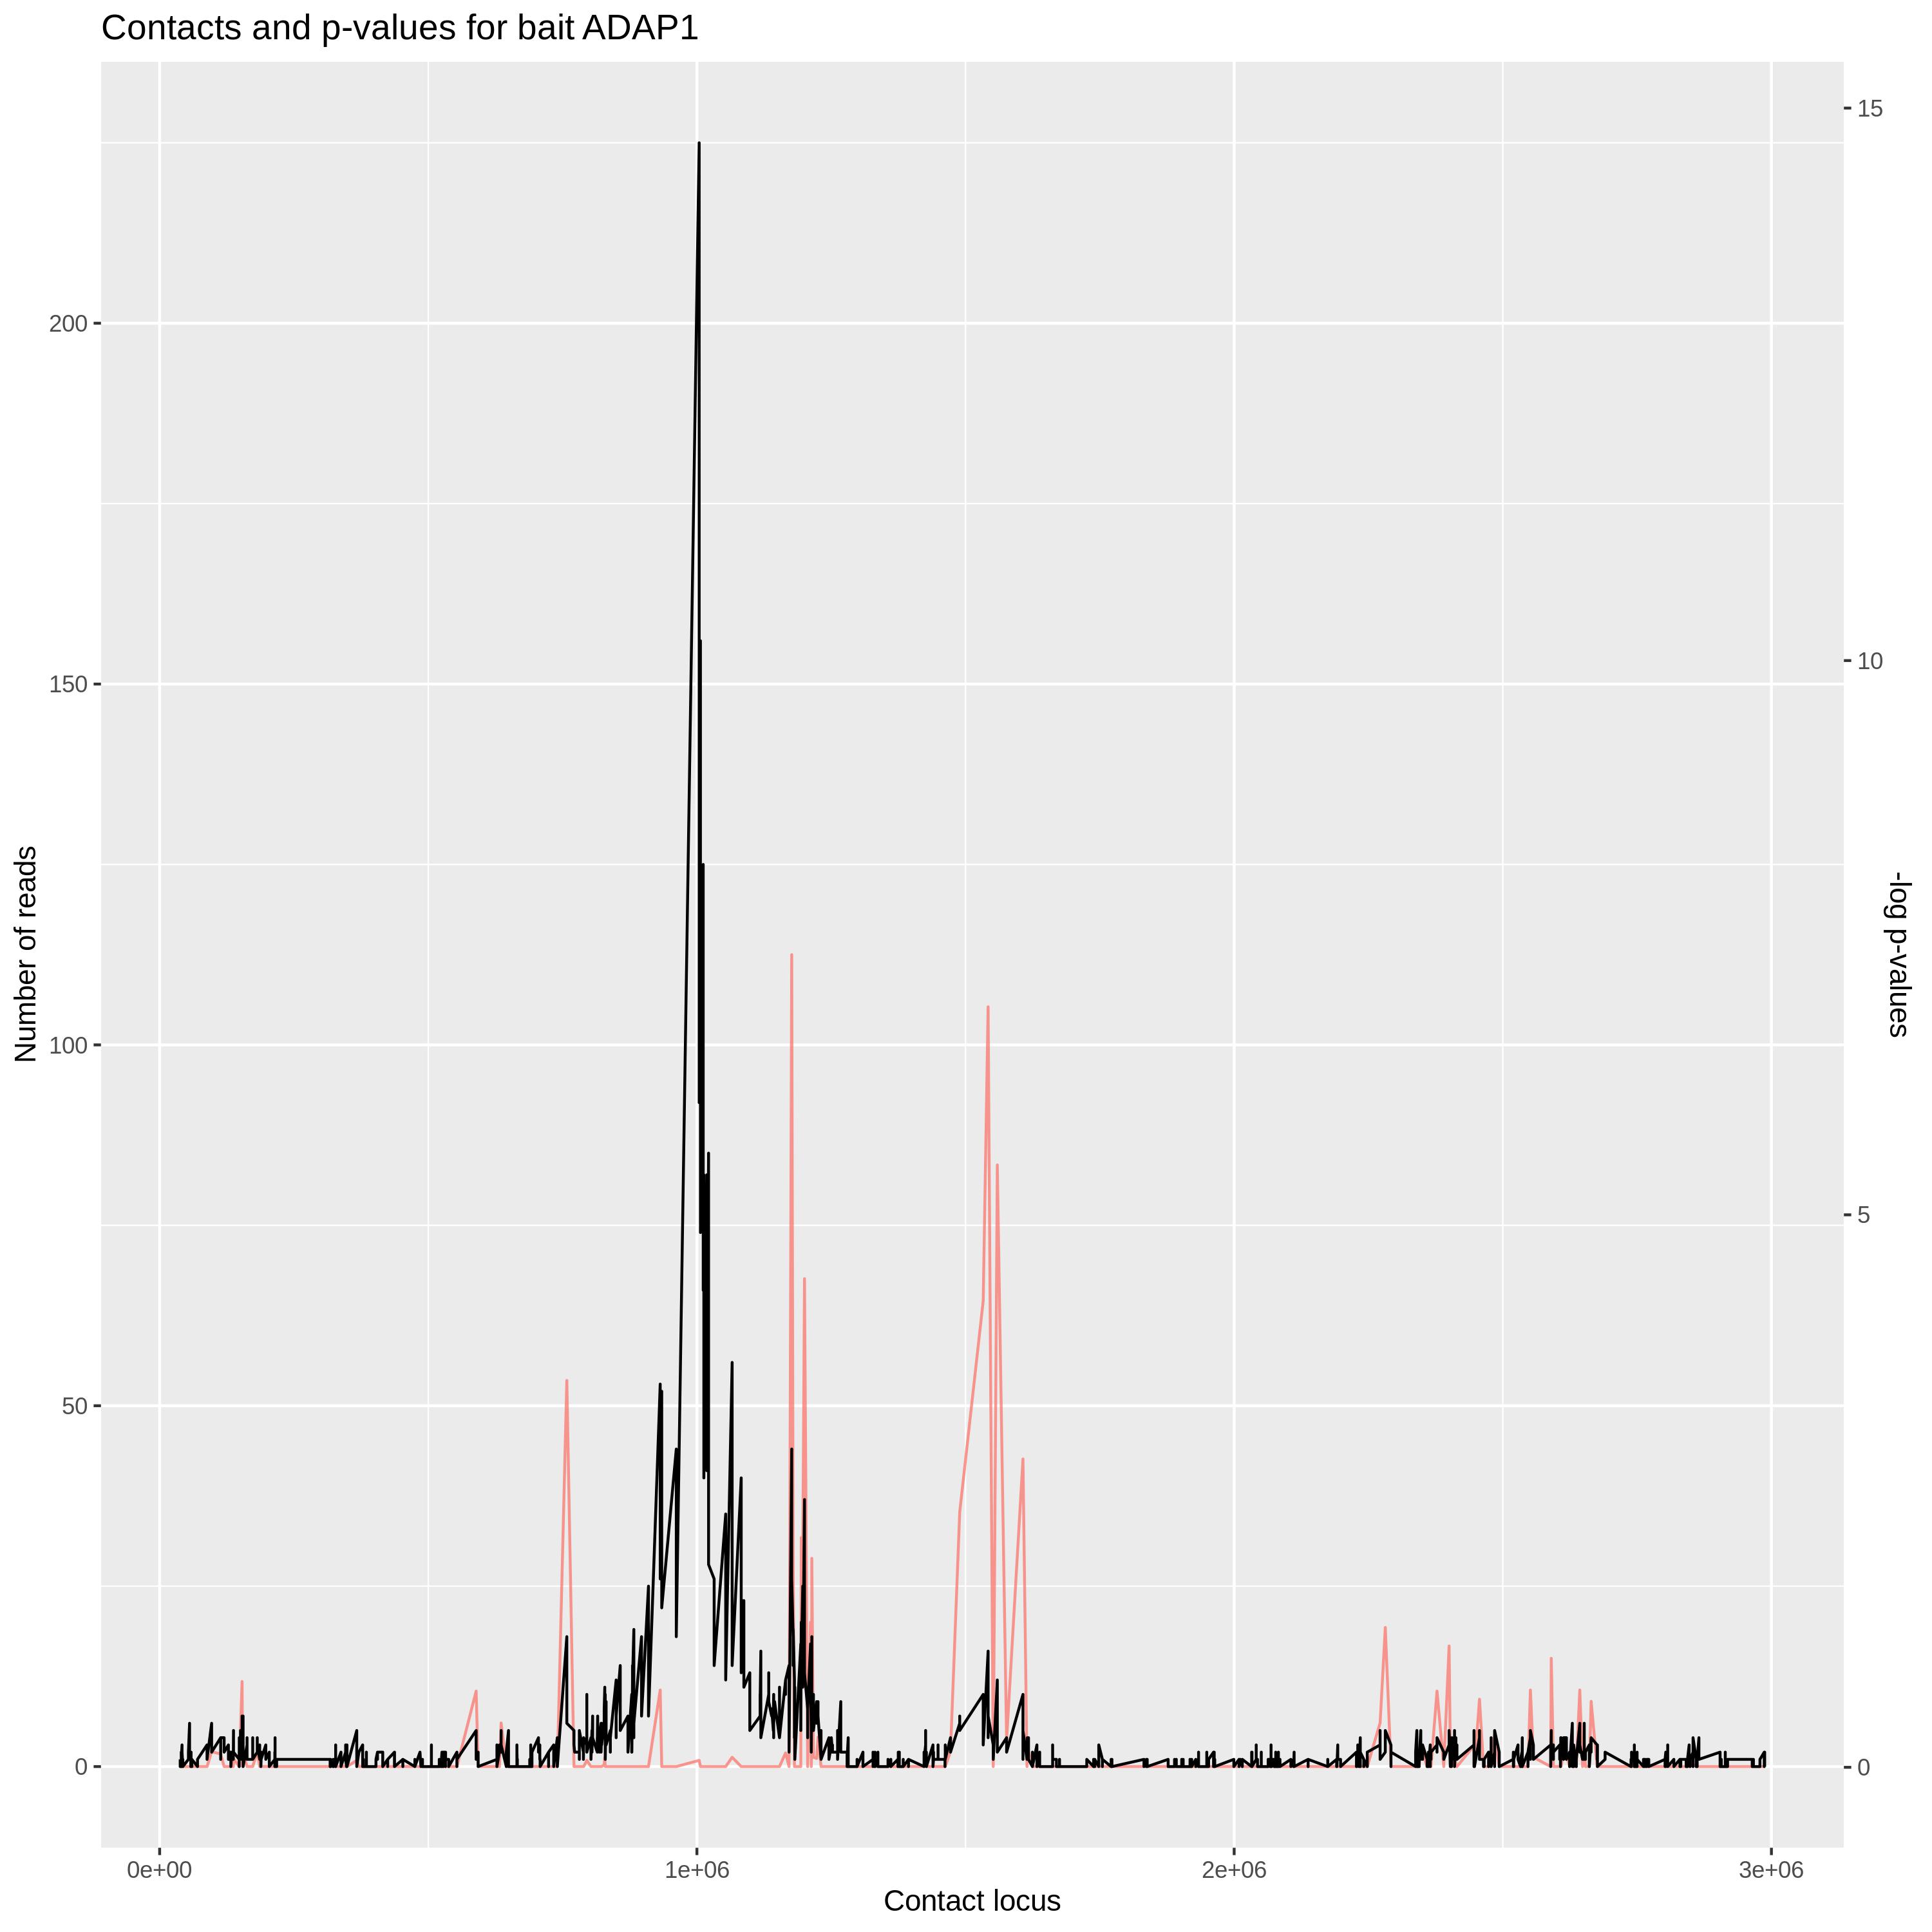 Contacts and p-values for bait ADAP1
Number of reads
200
150
100
50
0
15
10
5
0
-log p-values
0e+00 1e+06 2e+06 3e+06
Contact locus